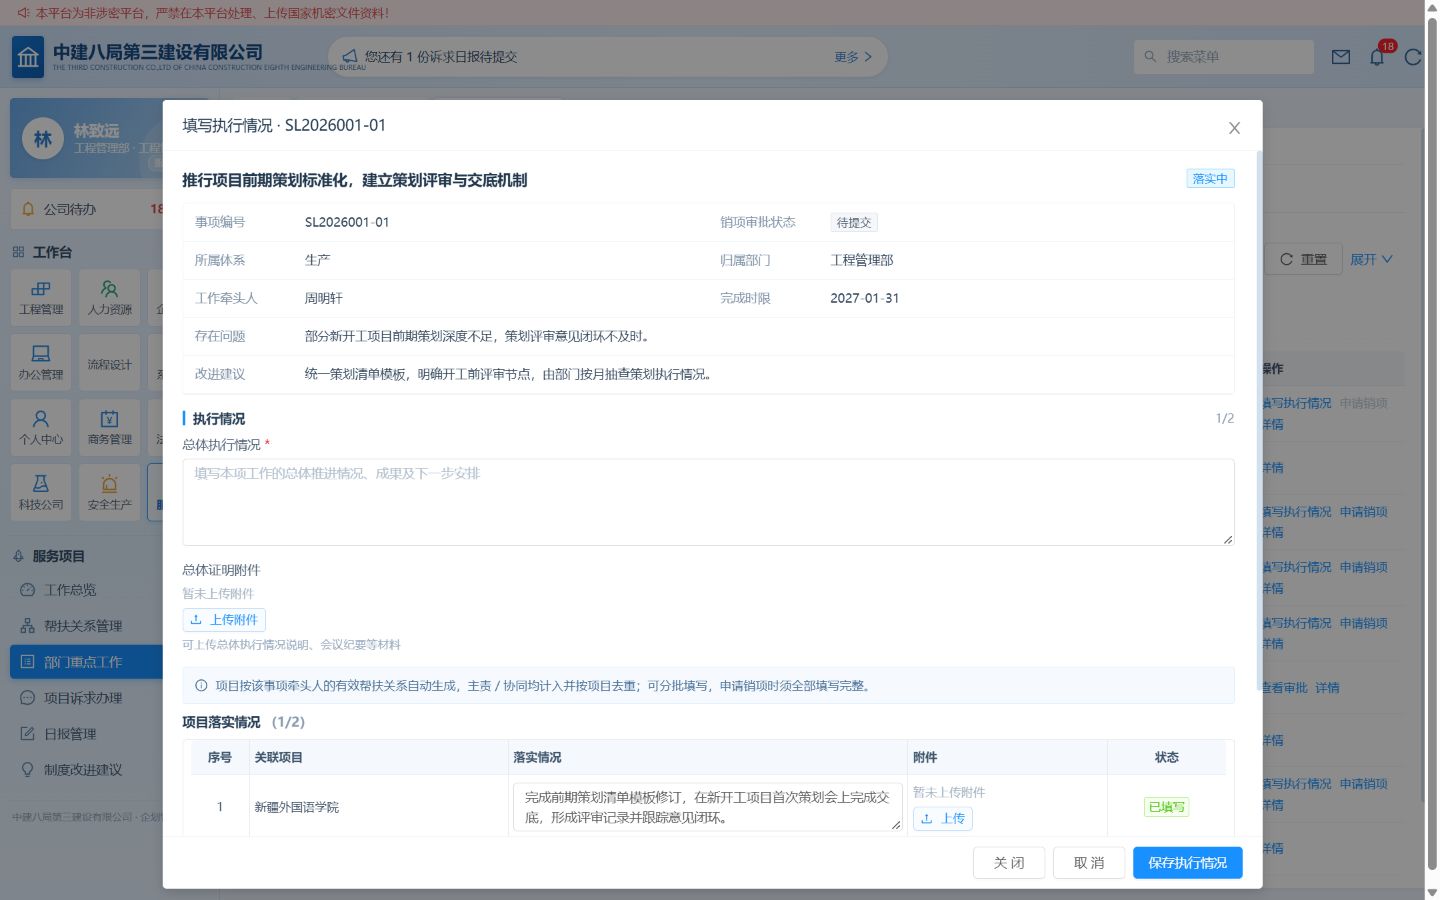 本平台为非涉密平台，严禁在本平台处理、上传国家机密文件资料！
中建八局第三建设有限公司
THE THIRD CONSTRUCTION CO.,LTD OF CHINA CONSTRUCTION EIGHTH ENGINEERING BUREAU
您还有 1 份诉求日报待提交
更多
搜索菜单
18
林
林致远
工程管理部 · 工程
公司待办
18
工作台
工程管理
人力资源
办公管理
流程设计
个人中心
商务管理
科技公司
安全生产
服务项目
工作总览
帮扶关系管理
部门重点工作
项目诉求办理
日报管理
制度改进建议
中建八局第三建设有限公司 · 企划
填写执行情况 · SL2026001-01
推行项目前期策划标准化，建立策划评审与交底机制
落实中
事项编号 SL2026001-01 销项审批状态 待提交
所属体系 生产 归属部门 工程管理部
工作牵头人 周明轩 完成时限 2027-01-31
存在问题 部分新开工项目前期策划深度不足，策划评审意见闭环不及时。
改进建议 统一策划清单模板，明确开工前评审节点，由部门按月抽查策划执行情况。
执行情况 1/2
总体执行情况 *
填写本项工作的总体推进情况、成果及下一步安排
总体证明附件
暂未上传附件
上传附件
可上传总体执行情况说明、会议纪要等材料
项目按该事项牵头人的有效帮扶关系自动生成，主责 / 协同均计入并按项目去重；可分批填写，申请销项时须全部填写完整。
项目落实情况 （1/2）
序号 关联项目 落实情况 附件 状态
1 新疆外国语学院
完成前期策划清单模板修订，在新开工项目首次策划会上完成交
底，形成评审记录并跟踪意见闭环。
暂未上传附件
上传
已填写
关 闭 取 消 保存执行情况
重置 展开
操作
填写执行情况 申请销项
详情
详情
填写执行情况 申请销项
详情
填写执行情况 申请销项
详情
填写执行情况 申请销项
详情
查看审批 详情
详情
填写执行情况 申请销项
详情
详情